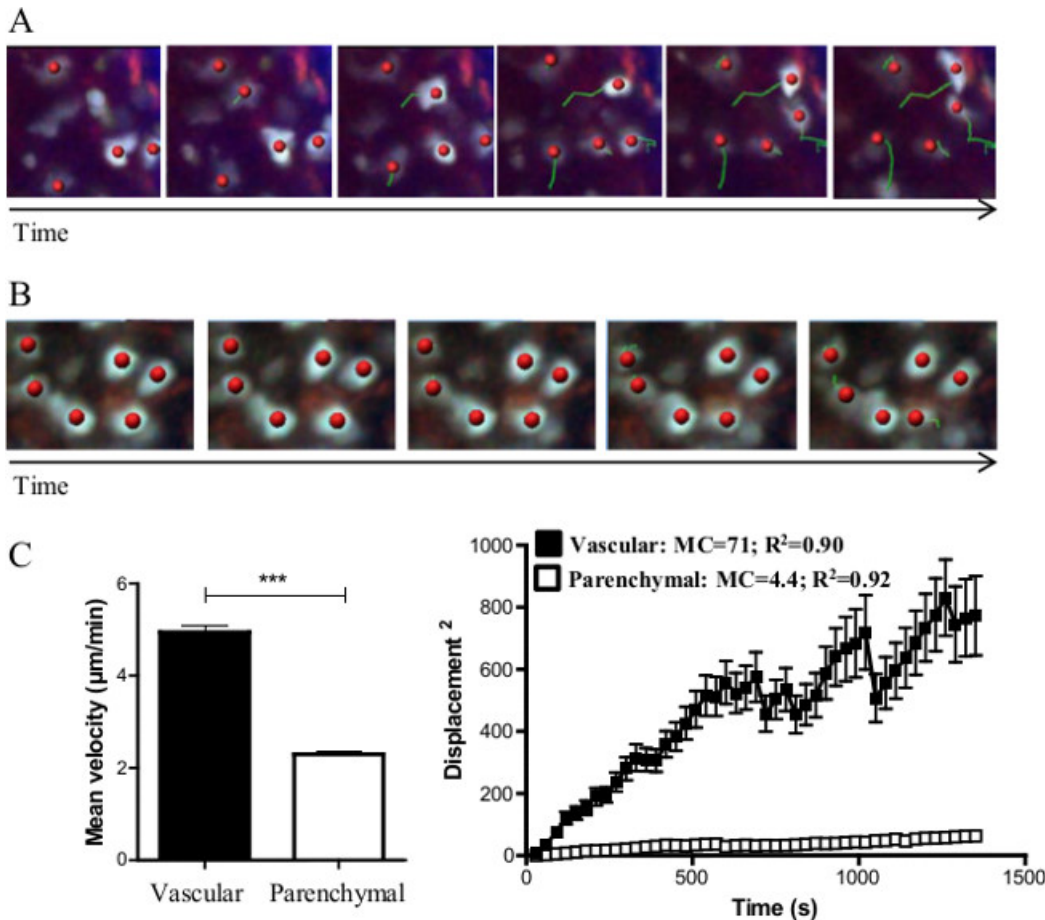 A
Time
B
Time
C
Mean velocity (µm/min)
6
4
2
0
***
Vascular
Parenchymal
Vascular: MC=71; R²=0.90
Parenchymal: MC=4.4; R²=0.92
Displacement ²
1000
800
600
400
200
0
0
500
1000
1500
Time (s)